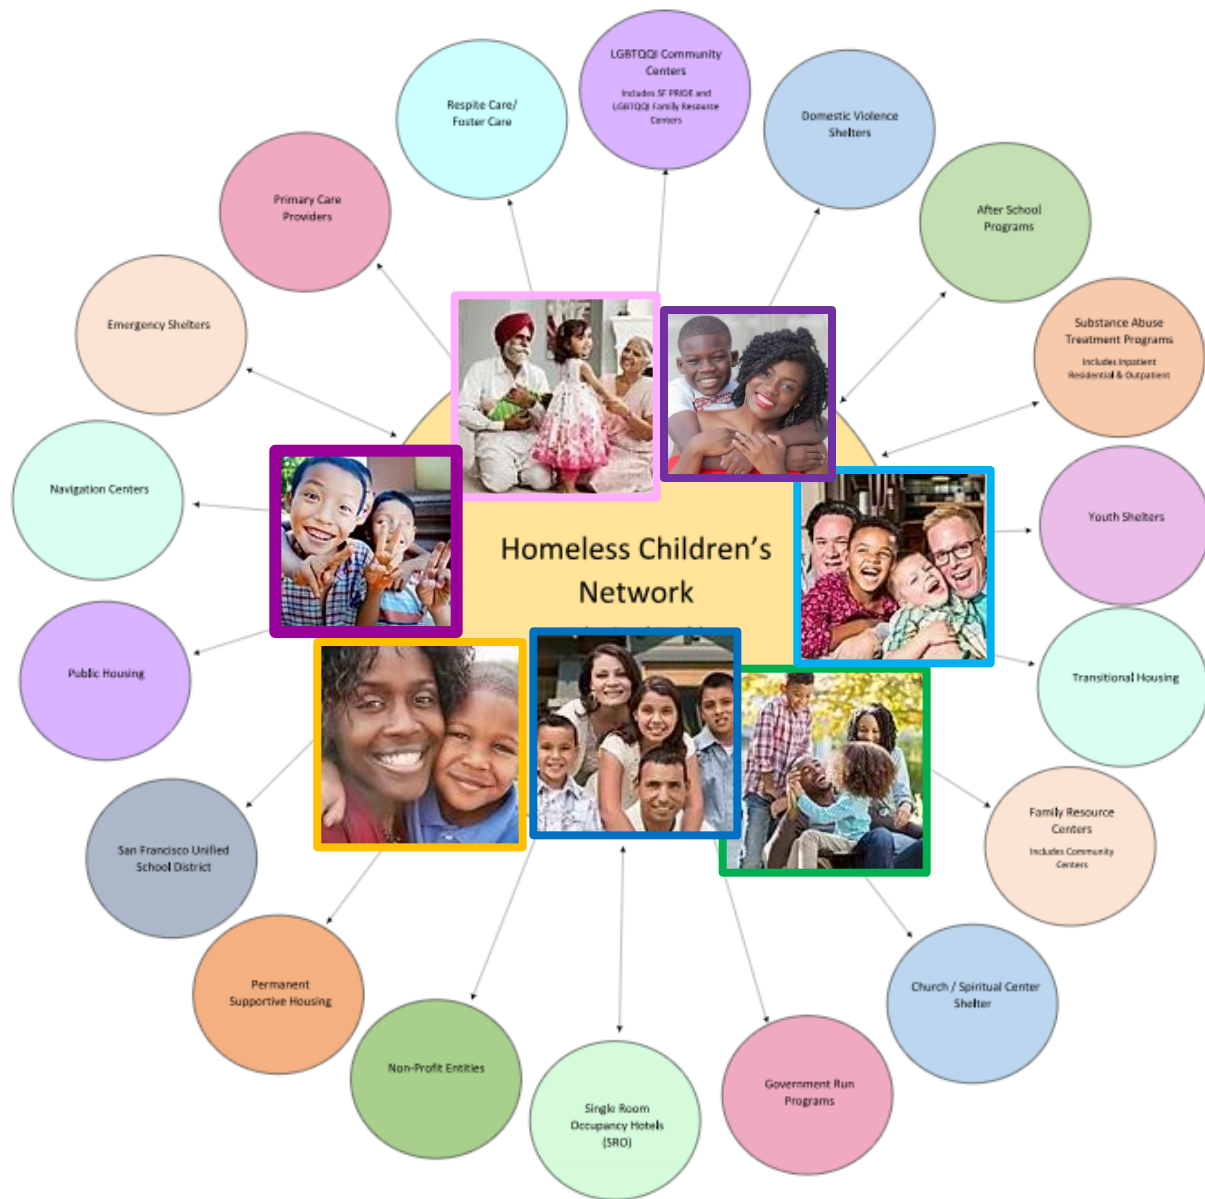 LGBTQQI Community
Centers
Includes SF PRIDE and
LGBTQQI Family Resource
Centers
Respite Care/
Foster Care
Domestic Violence
Shelters
Primary Care
Providers
After School
Programs
Emergency Shelters
Substance Abuse
Treatment Programs
Includes Inpatient
Residential & Outpatient
Navigation Centers
Youth Shelters
Homeless Children's
Network
Public Housing
Transitional Housing
San Francisco Unified
School District
Family Resource
Centers
Includes Community
Centers
Permanent
Supportive Housing
Church / Spiritual Center
Shelter
Non-Profit Entities
Single Room
Occupancy Hotels
(SRO)
Government Run
Programs